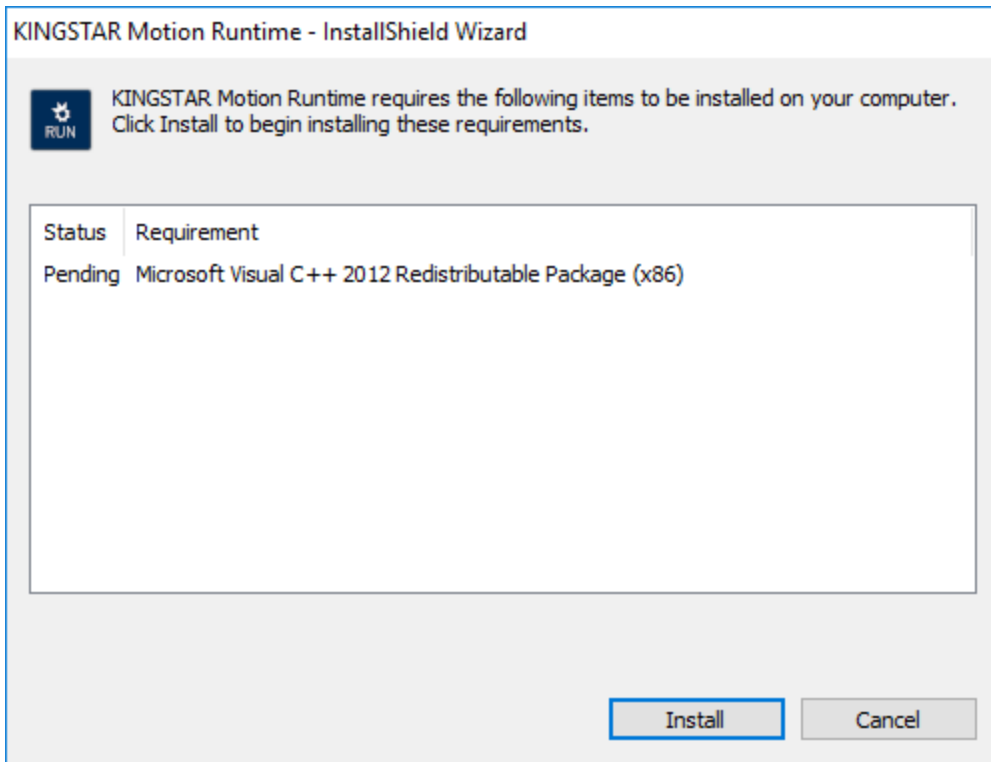 KINGSTAR Motion Runtime - InstallShield Wizard
RUN
KINGSTAR Motion Runtime requires the following items to be installed on your computer.
Click Install to begin installing these requirements.
Status Requirement
Pending Microsoft Visual C++ 2012 Redistributable Package (x86)
Install Cancel